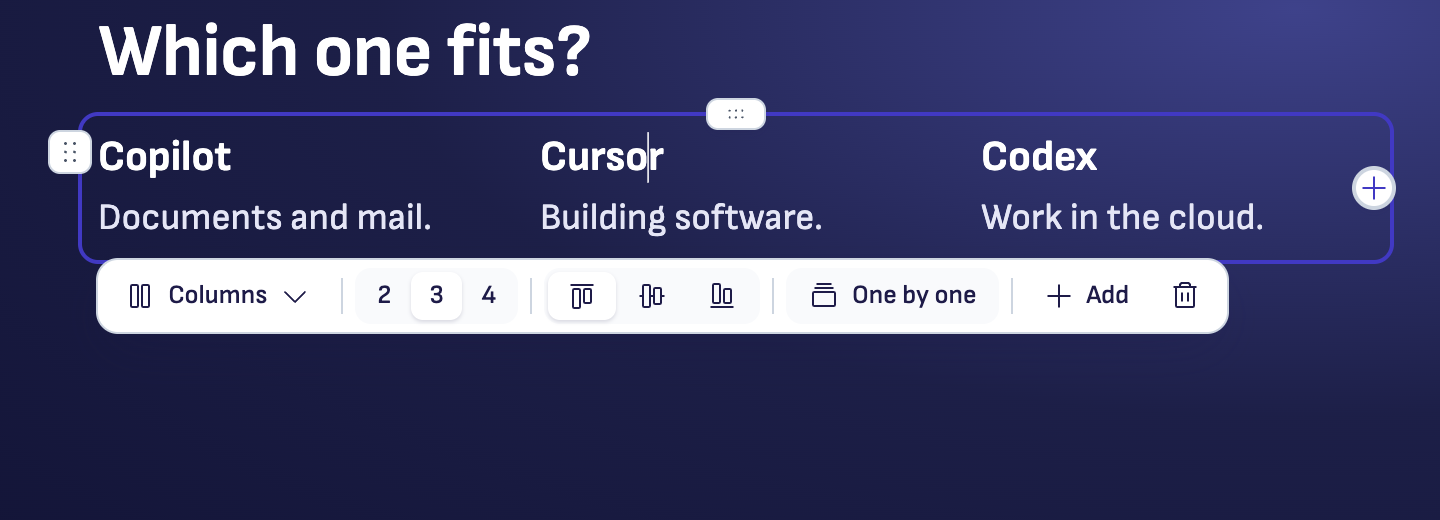 Which one fits?
Copilot Cursor Codex
Documents and mail. Building software. Work in the cloud.
Columns 2 3 4 One by one Add